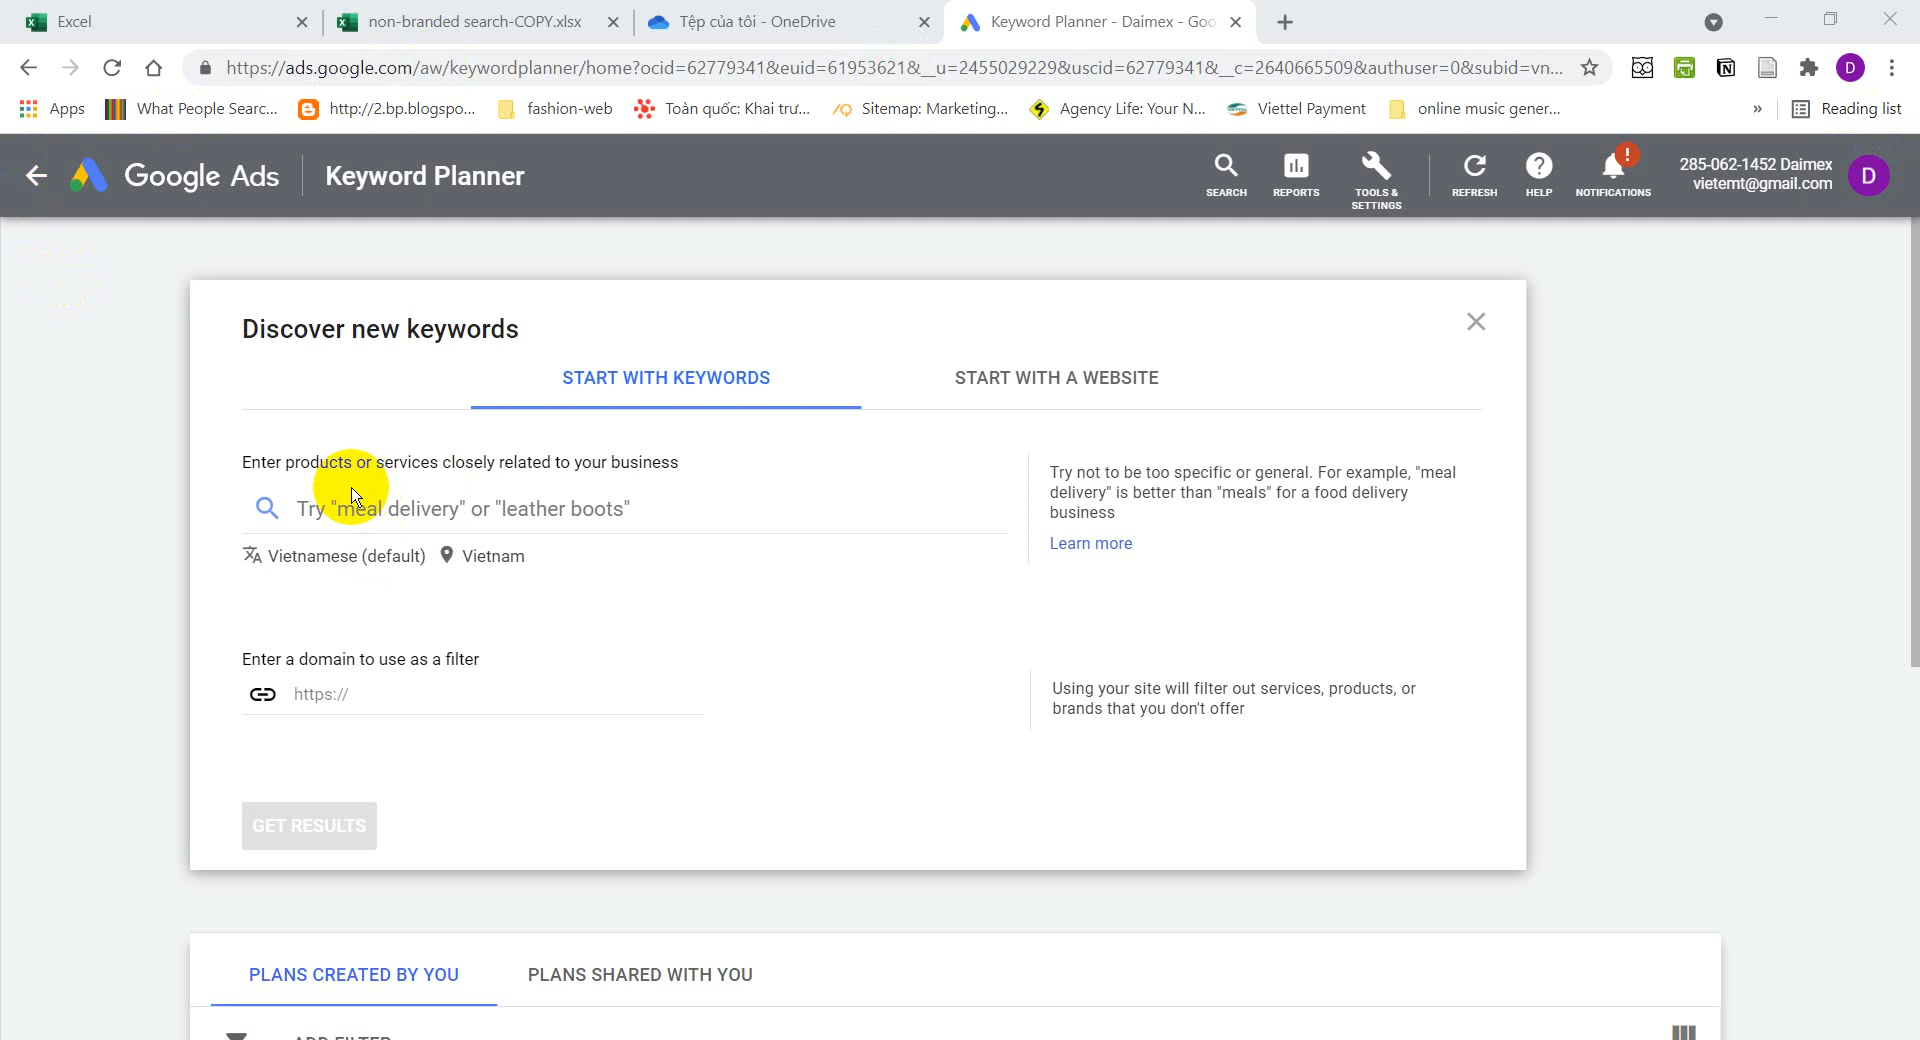 Excel
non-branded search-COPY.xlsx
Tệp của tôi - OneDrive
Keyword Planner - Daimex - Goo
https://ads.google.com/aw/keywordplanner/home?ocid=62779341&euid=61953621&__u=2455029229&uscid=62779341&__c=2640665509&authuser=0&subid=vn...
D
Apps
What People Searc...
http://2.bp.blogspo...
fashion-web
Toàn quốc: Khai trư...
Sitemap: Marketing...
Agency Life: Your N...
Viettel Payment
online music gener...
»
Reading list
Google Ads
Keyword Planner
SEARCH
REPORTS
TOOLS &
SETTINGS
REFRESH
HELP
NOTIFICATIONS
285-062-1452 Daimex
vietemt@gmail.com
D
Discover new keywords
START WITH KEYWORDS
START WITH A WEBSITE
Enter products or services closely related to your business
Try "meal delivery" or "leather boots"
Vietnamese (default)
Vietnam
Try not to be too specific or general. For example, "meal
delivery" is better than "meals" for a food delivery
business
Learn more
Enter a domain to use as a filter
https://
Using your site will filter out services, products, or
brands that you don't offer
GET RESULTS
PLANS CREATED BY YOU
PLANS SHARED WITH YOU
ADD FILTER